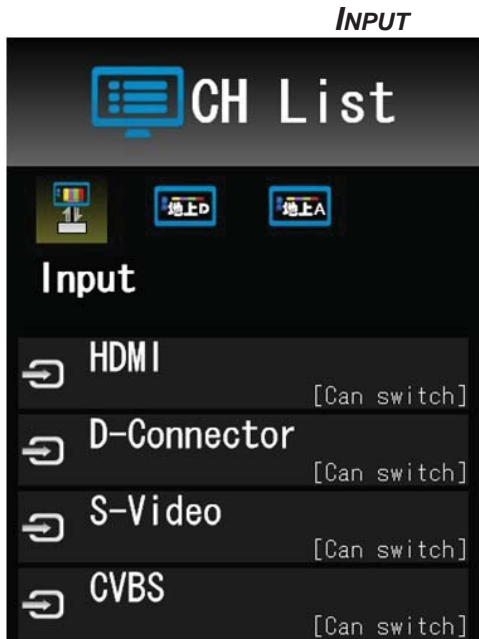 INPUT
CH List
地上D 地上A
Input
HDMI
[Can switch]
D-Connector
[Can switch]
S-Video
[Can switch]
CVBS
[Can switch]